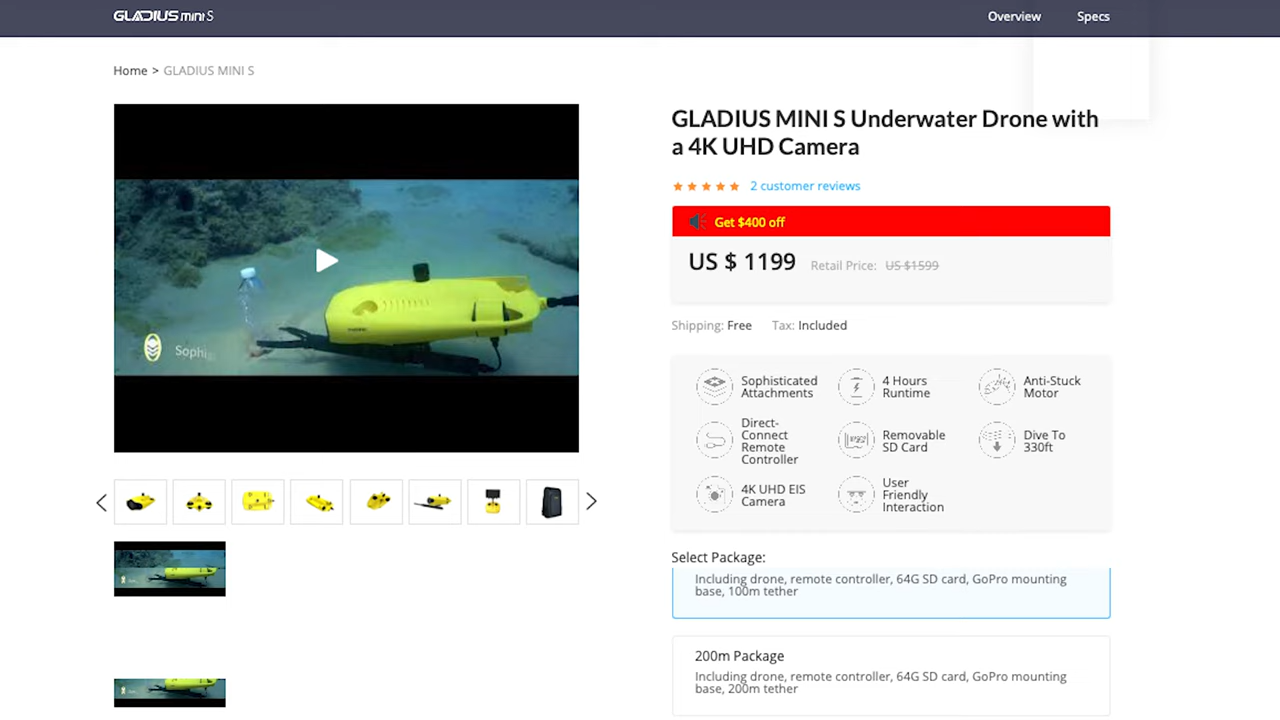 GLADIUS mini S
Overview
Specs
Home > GLADIUS MINI S
GLADIUS MINI S Underwater Drone with
a 4K UHD Camera
2 customer reviews
Get $400 off
US $ 1199 Retail Price: US $1599
Shipping: Free Tax: Included
Sophisticated
Attachments
4 Hours
Runtime
Anti-Stuck
Motor
Direct-
Connect
Remote
Controller
Removable
SD Card
Dive To
330ft
4K UHD EIS
Camera
User
Friendly
Interaction
Select Package:
Including drone, remote controller, 64G SD card, GoPro mounting
base, 100m tether
200m Package
Including drone, remote controller, 64G SD card, GoPro mounting
base, 200m tether